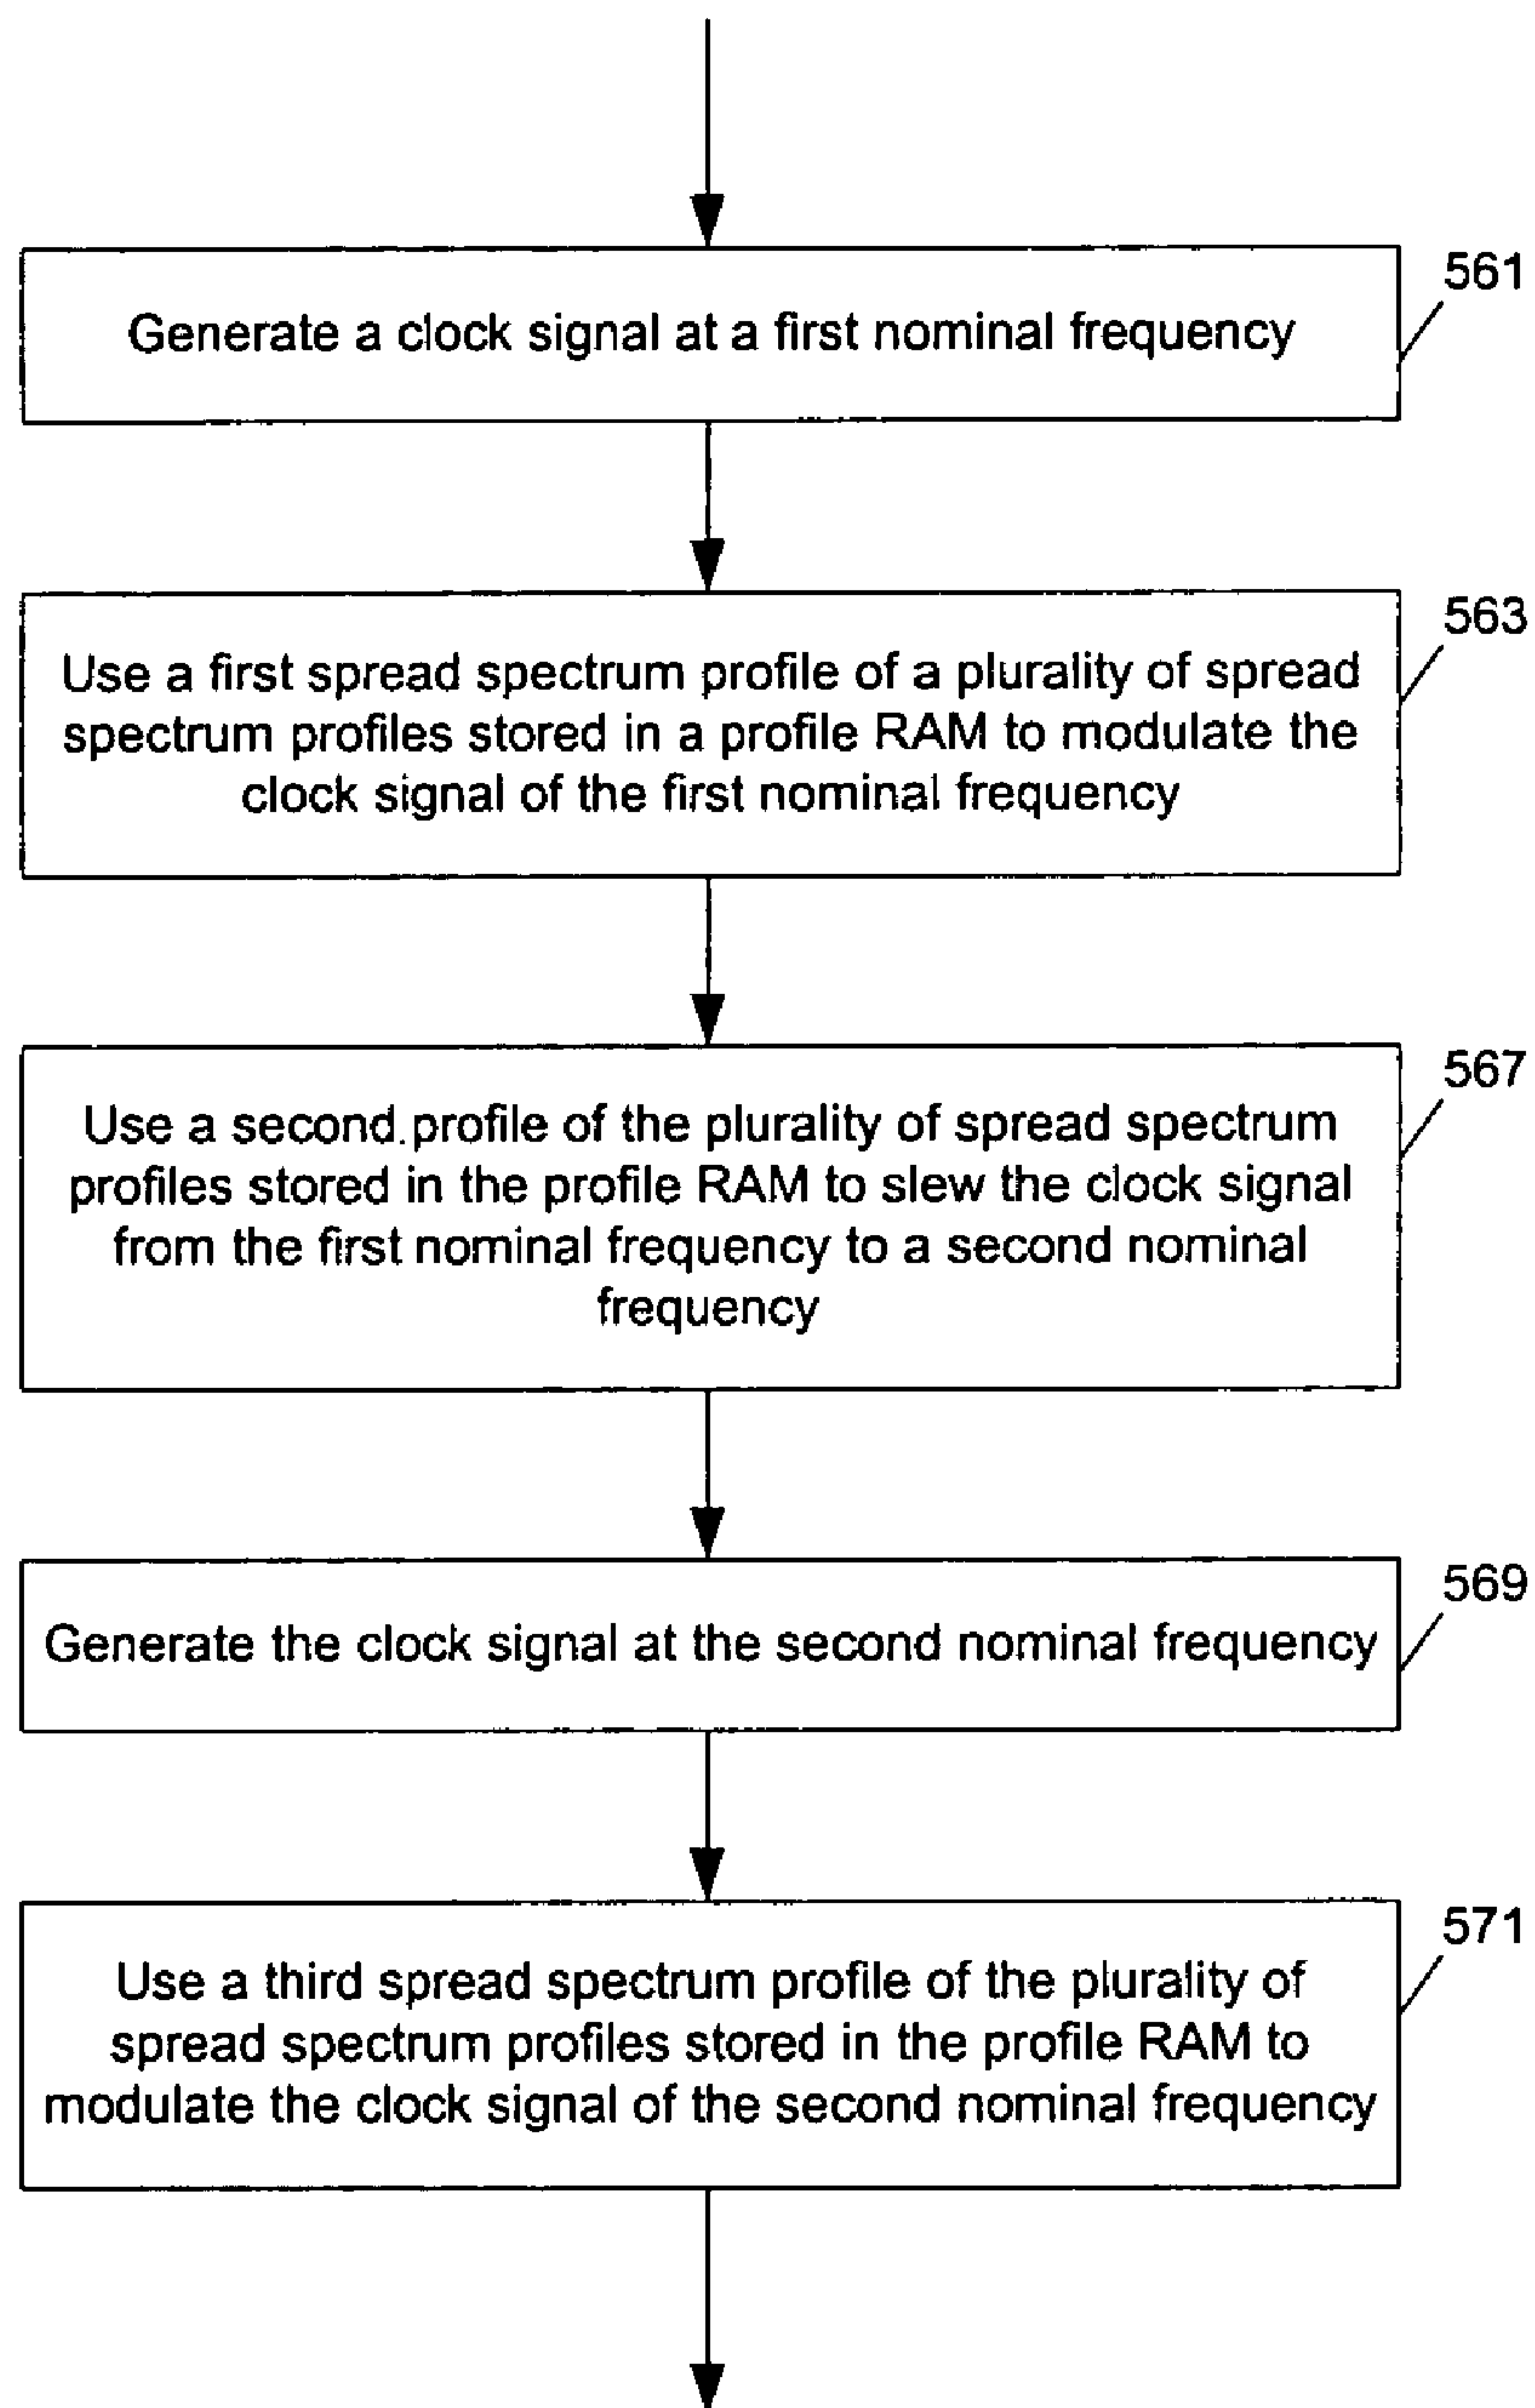 561
Generate a clock signal at a first nominal frequency
563
Use a first spread spectrum profile of a plurality of spread
spectrum profiles stored in a profile RAM to modulate the
clock signal of the first nominal frequency
567
Use a second profile of the plurality of spread spectrum
profiles stored in the profile RAM to slew the clock signal
from the first nominal frequency to a second nominal
frequency
569
Generate the clock signal at the second nominal frequency
571
Use a third spread spectrum profile of the plurality of
spread spectrum profiles stored in the profile RAM to
modulate the clock signal of the second nominal frequency